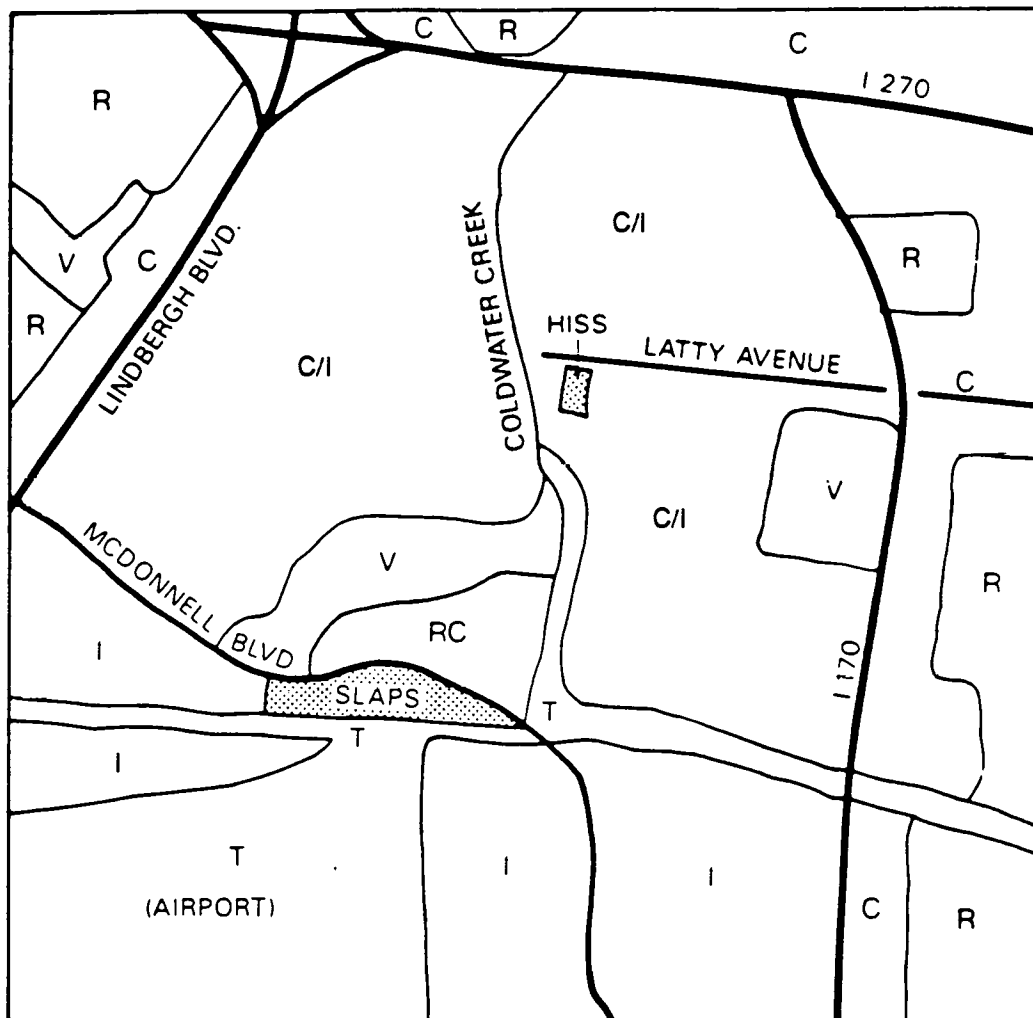 C
R
C
I 270
R
C/I
V
C
R
R
LINDBERGH BLVD.
COLDWATER CREEK
HISS
LATTY AVENUE
C/I
C
V
C/I
MCDONNELL BLVD
V
R
I
RC
I 170
SLAPS
T
T
I
T
(AIRPORT)
I
I
C
R